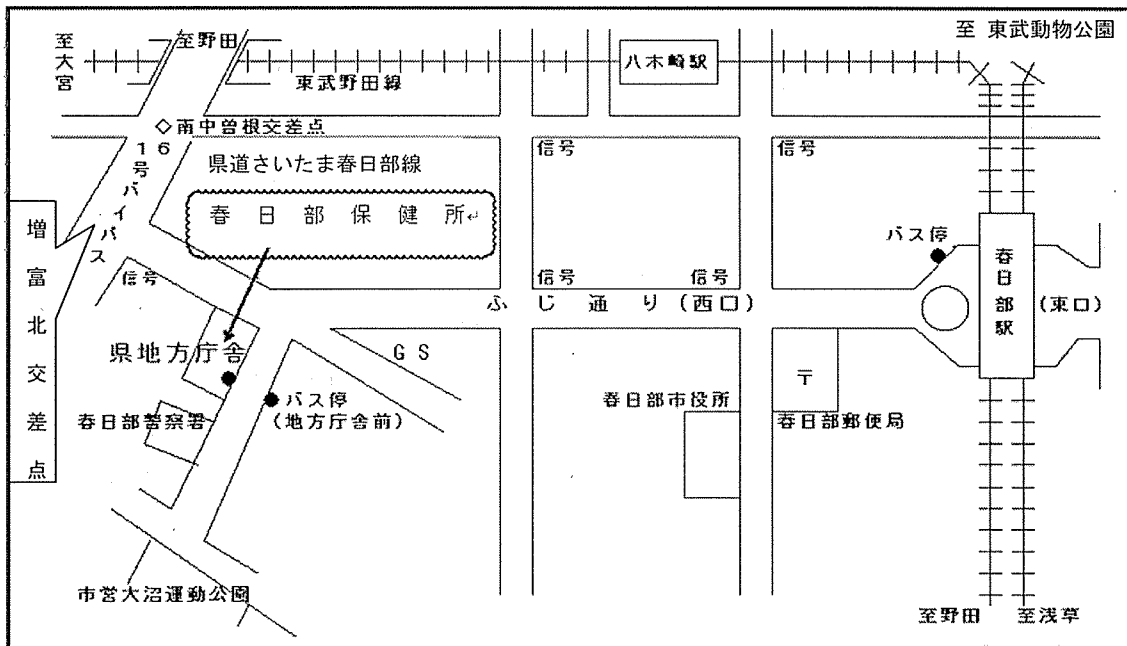 至 東武動物公園
至大宮
至野田
八木崎駅
東武野田線
◇南中曽根交差点
16号バイパス
信号
信号
県道さいたま春日部線
春日部保健所
増富北交差点
バス停
春日部駅
(東口)
信号
信号
信号
ふじ通り(西口)
県地方庁舎
GS
バス停
(地方庁舎前)
春日部警察署
春日部市役所
〒
春日部郵便局
市営大沼運動公園
至野田
至浅草